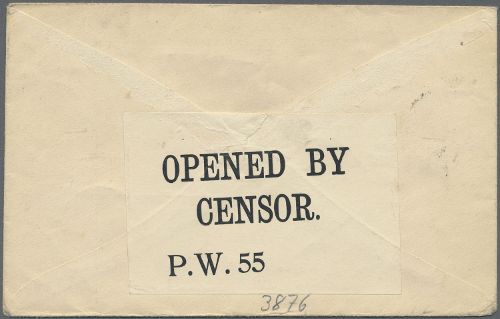 OPENED BY
CENSOR.
P.W. 55
3876